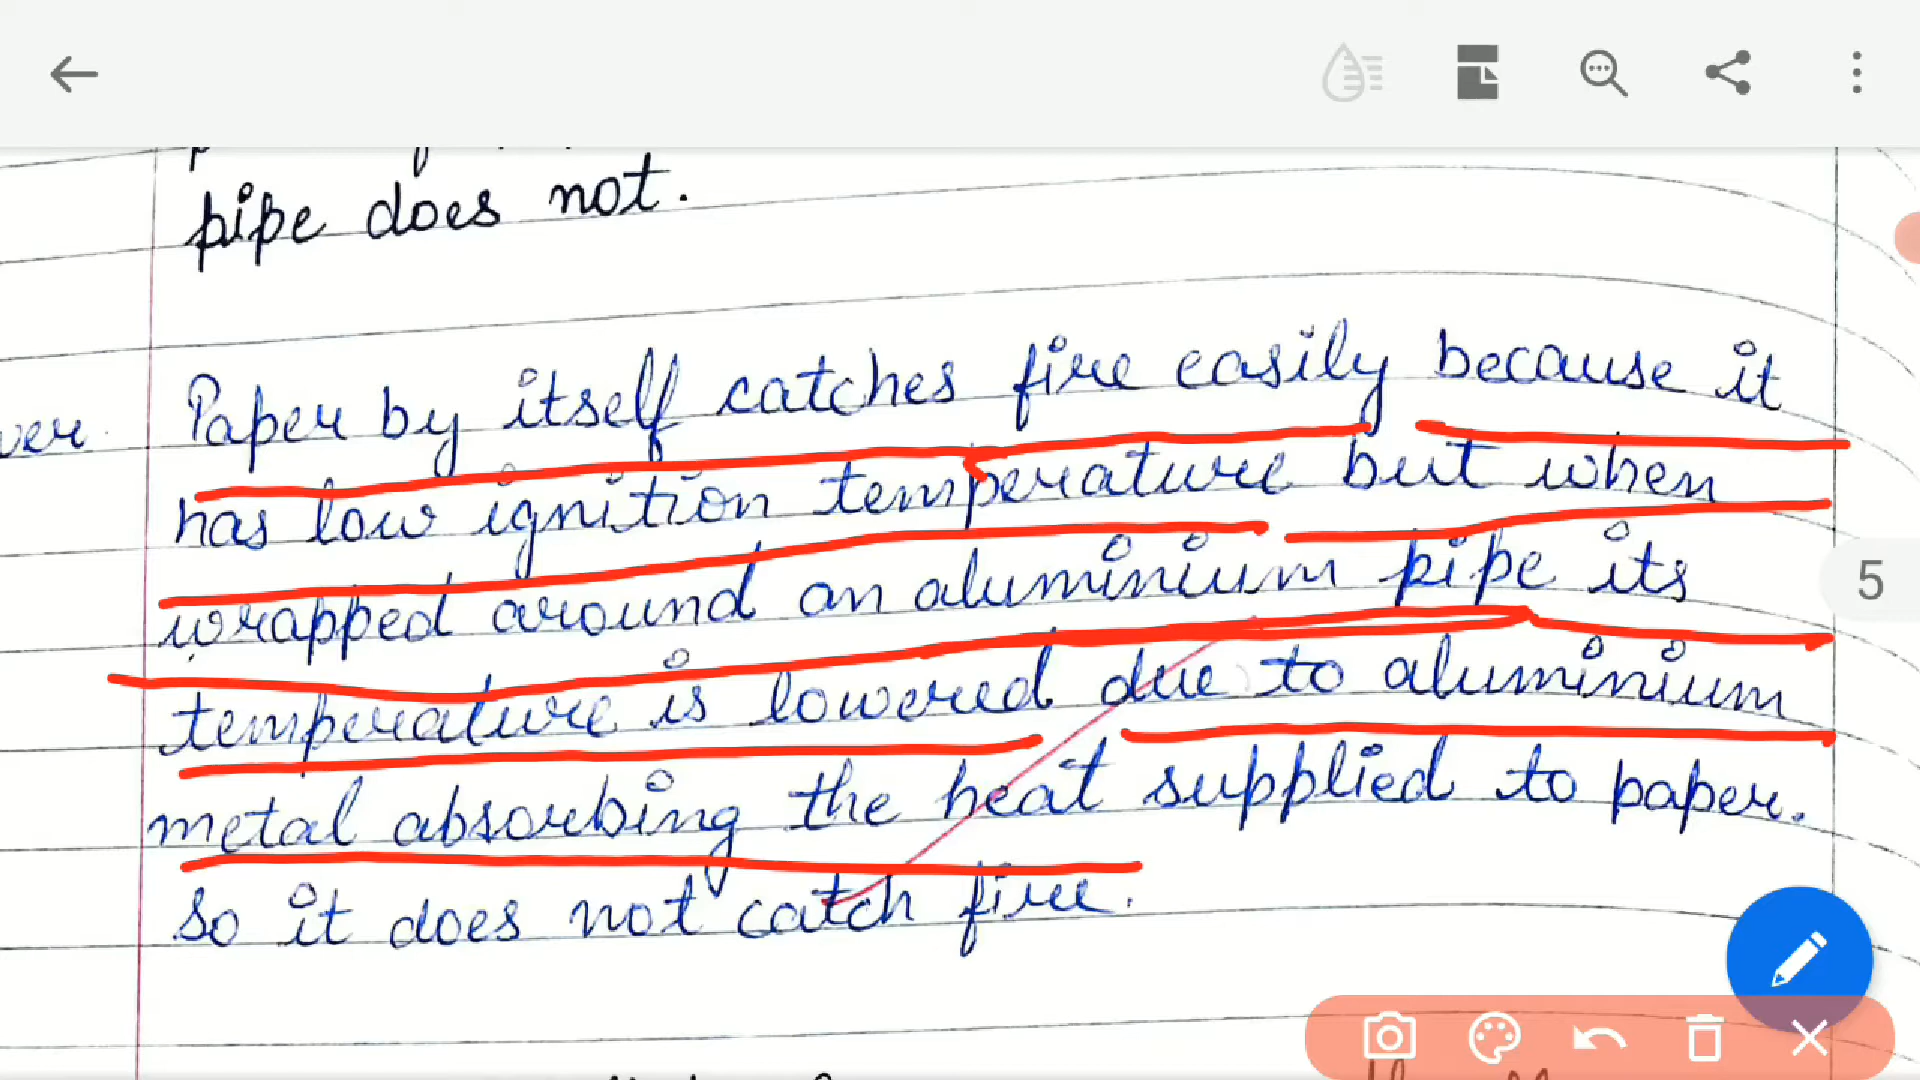 pipe does not.
Paper by itself catches fire easily because it
has low ignition temperature but when
wrapped around an aluminium pipe its
temperature is lowered due to aluminium
metal absorbing the heat supplied to paper.
so it does not catch fire.
5